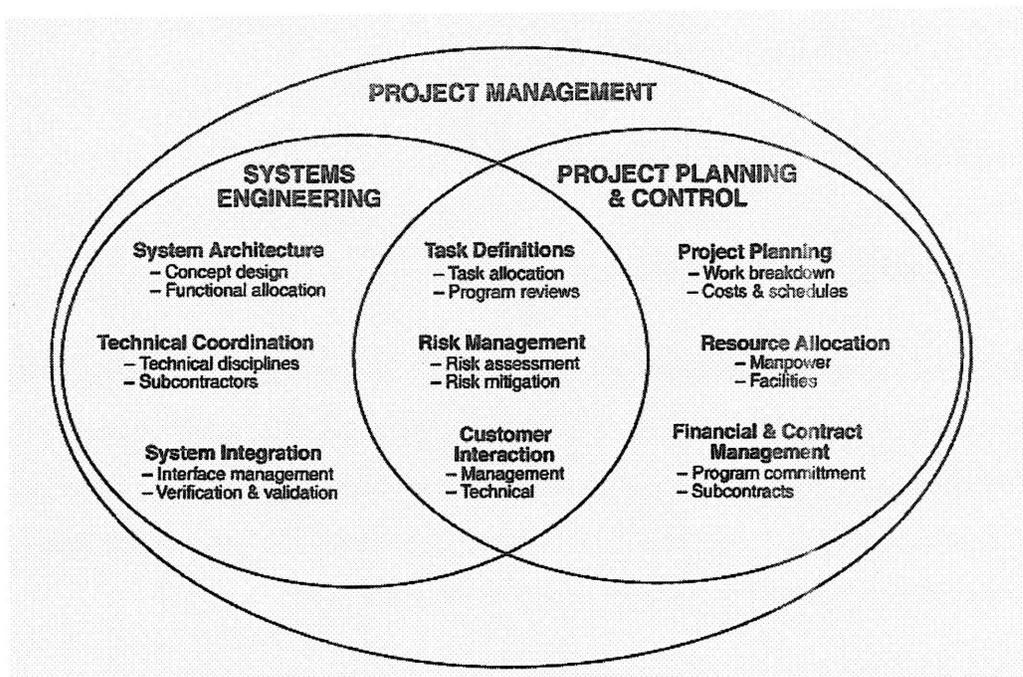 PROJECT MANAGEMENT
SYSTEMS
ENGINEERING
System Architecture
– Concept design
– Functional allocation
Technical Coordination
– Technical disciplines
– Subcontractors
System Integration
– Interface management
– Verification & validation
Task Definitions
– Task allocation
– Program reviews
Risk Management
– Risk assessment
– Risk mitigation
Customer
Interaction
– Management
– Technical
PROJECT PLANNING
& CONTROL
Project Planning
– Work breakdown
– Costs & schedules
Resource Allocation
– Manpower
– Facilities
Financial & Contract
Management
– Program committment
– Subcontracts